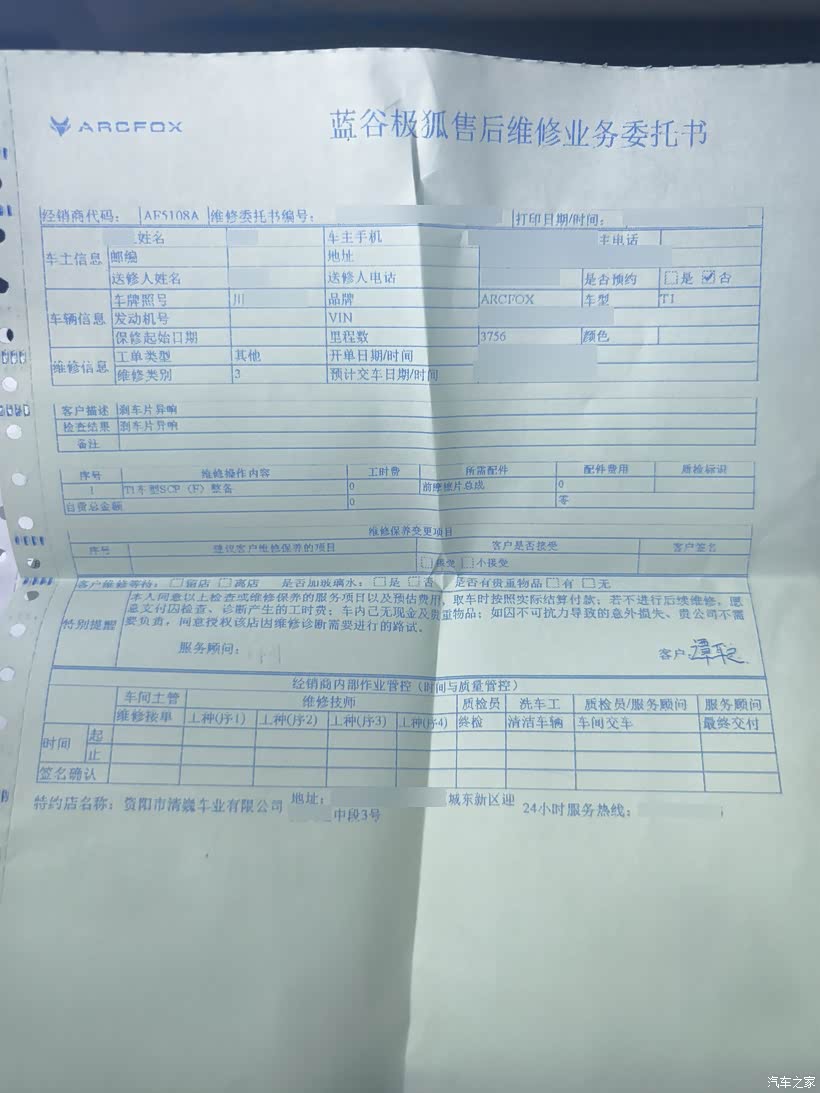 ARCFOX
蓝谷极狐售后维修业务委托书
经销商代码： AF5108A 维修委托书编号： 打印日期/时间：
车主信息 姓名 车主手机 主电话
邮编 地址
送修人姓名 送修人电话 是否预约 是 否
车辆信息 车牌照号 川 品牌 ARCFOX 车型 T1
发动机号 VIN
保修起始日期 里程数 3756 颜色
维修信息 工单类型 其他 开单日期/时间
维修类别 3 预计交车日期/时间
客户描述 刹车片异响
检查结果 刹车片异响
备注
序号 维修操作内容 工时费 所需配件 配件费用 质检标识
1 T1车型SCP（F）整备 0 前摩擦片总成 0
自费总金额 0 零
维修保养变更项目
序号 建议客户维修保养的项目 客户是否接受 客户签名
接受 不接受
客户维修等待： 留店 离店 是否加玻璃水： 是 否 是否有贵重物品 有 无
特别提醒 本人同意以上检查或维修保养的服务项目以及预估费用，取车时按照实际结算付款；若不进行后续维修，愿
意支付因检查、诊断产生的工时费；车内已无现金及贵重物品；如因不可抗力导致的意外损失、贵公司不需
要负责，同意授权该店因维修诊断需要进行的路试。
服务顾问： 客户
经销商内部作业管控（时间与质量管控）
车间主管 维修技师 质检员 洗车工 质检员/服务顾问 服务顾问
维修接单 工种(序1) 工种(序2) 工种(序3) 工种(序4) 终检 清洁车辆 车间交车 最终交付
时间 起
止
签名确认
特约店名称： 资阳市清巍车业有限公司 地址： 城东新区迎
中段3号 24小时服务热线：
汽车之家